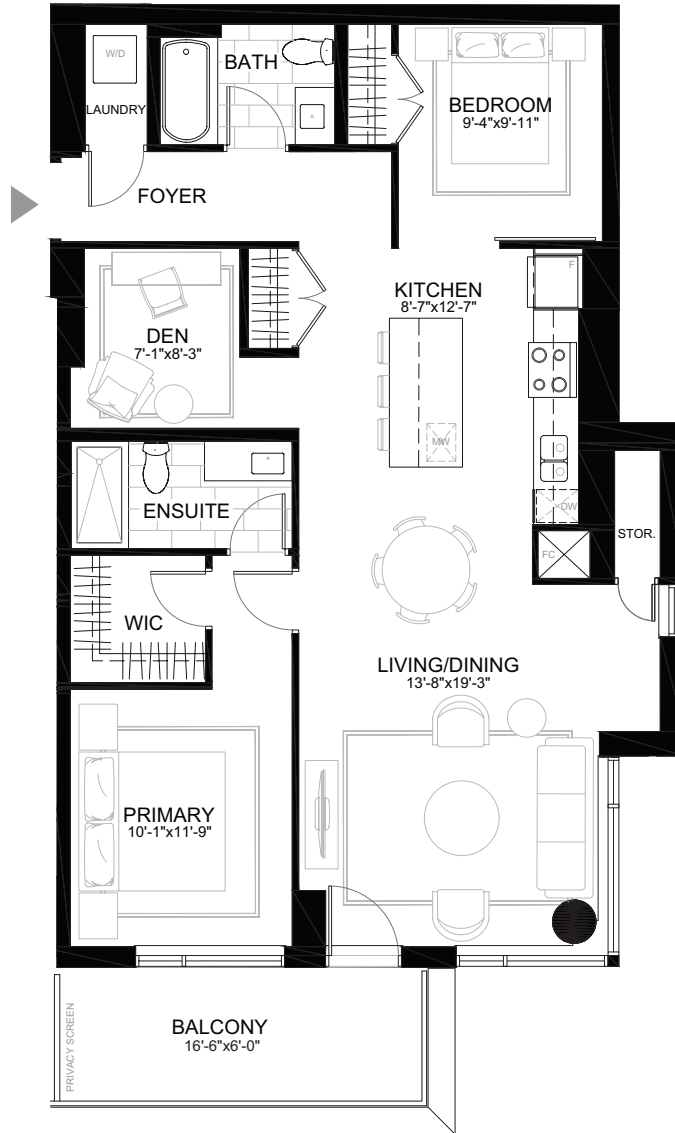 W/D
LAUNDRY
BATH
BEDROOM
9'-4"x9'-11"
FOYER
DEN
7'-1"x8'-3"
KITCHEN
8'-7"x12'-7"
F
MW
DW
FC
STOR.
ENSUITE
WIC
LIVING/DINING
13'-8"x19'-3"
PRIMARY
10'-1"x11'-9"
PRIVACY SCREEN
BALCONY
16'-6"x6'-0"